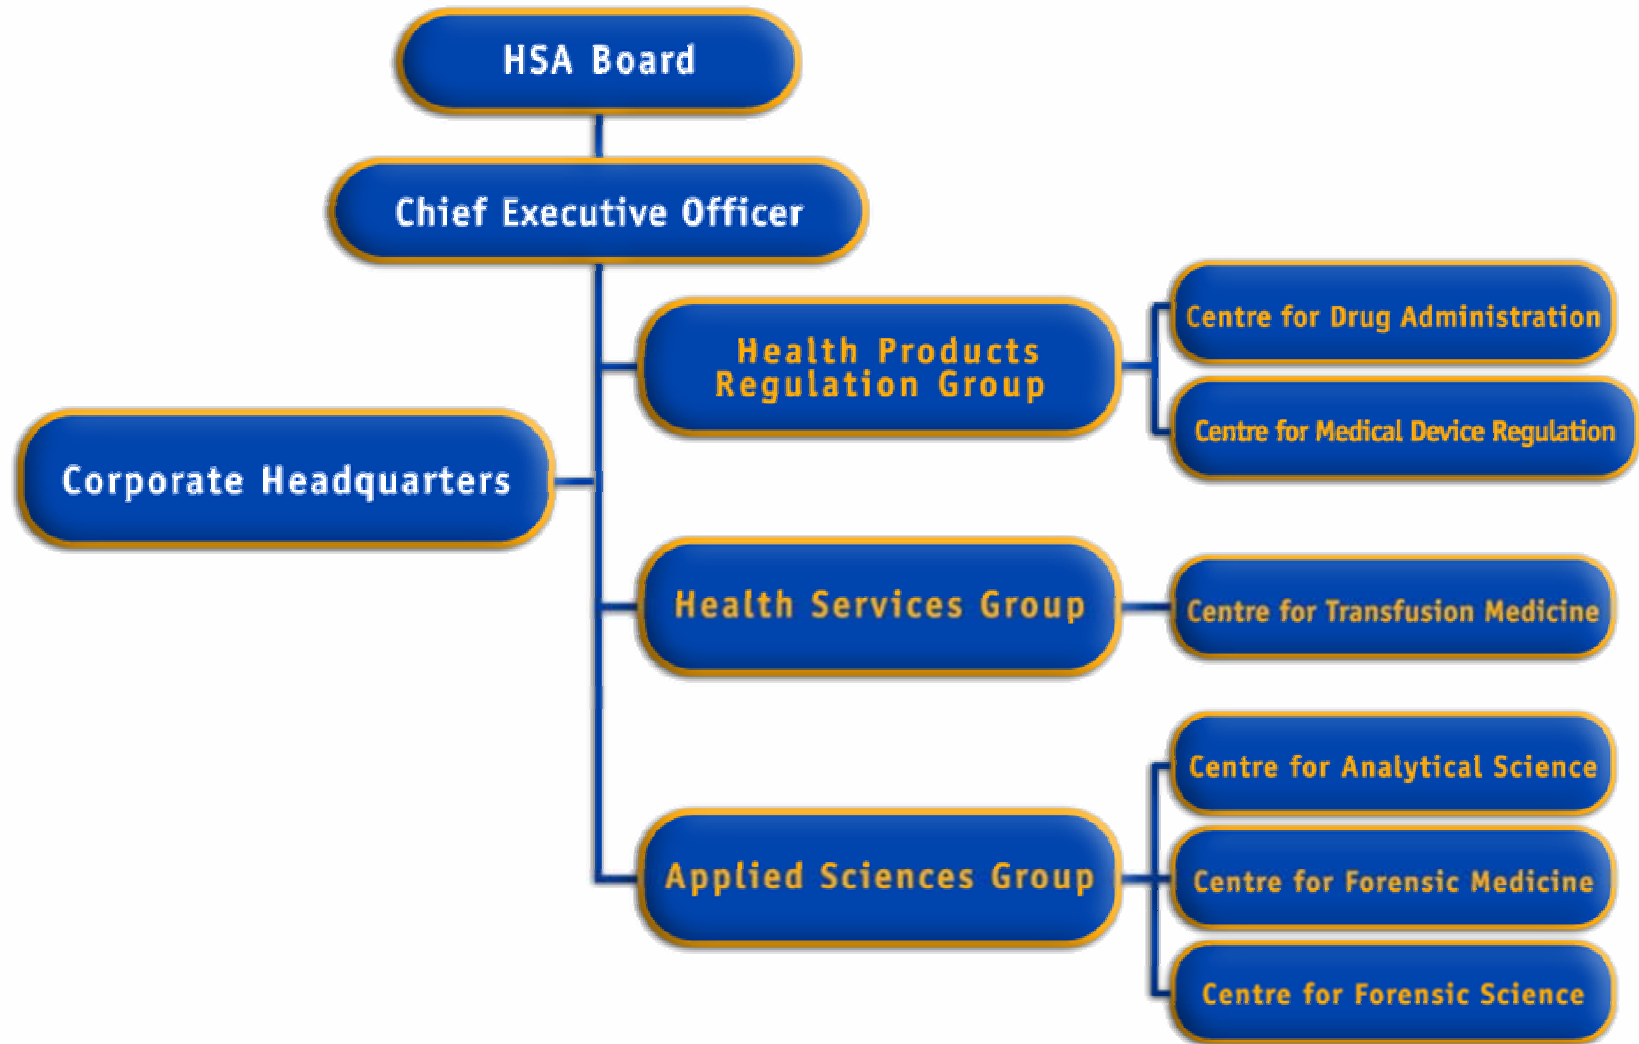 HSA Board
Chief Executive Officer
Corporate Headquarters
Health Products
Regulation Group
Centre for Drug Administration
Centre for Medical Device Regulation
Health Services Group
Centre for Transfusion Medicine
Applied Sciences Group
Centre for Analytical Science
Centre for Forensic Medicine
Centre for Forensic Science